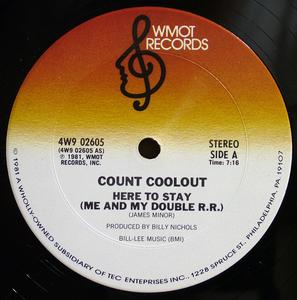 WMOT
RECORDS
4W9 02605
(4W9 02605 AS)
℗ 1981, WMOT
RECORDS, INC.
STEREO
SIDE A
Time: 7:16
COUNT COOLOUT
HERE TO STAY
(ME AND MY DOUBLE R.R.)
(JAMES MINOR)
PRODUCED BY BILLY NICHOLS
BILL-LEE MUSIC (BMI)
© 1981 A WHOLLY-OWNED SUBSIDIARY OF TEC ENTERPRISES INC., 1228 SPRUCE ST., PHILADELPHIA, PA 19107